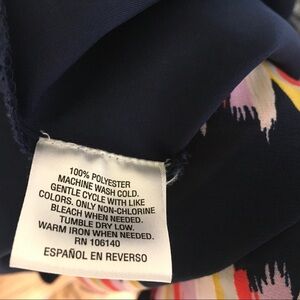 100% POLYESTER
MACHINE WASH COLD.
GENTLE CYCLE WITH LIKE
COLORS. ONLY NON-CHLORINE
BLEACH WHEN NEEDED.
TUMBLE DRY LOW.
WARM IRON WHEN NEEDED.
RN 106140
ESPAÑOL EN REVERSO